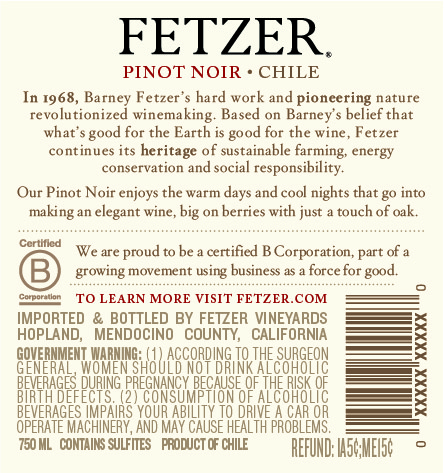 FETZER®
PINOT NOIR • CHILE
In 1968, Barney Fetzer's hard work and pioneering nature
revolutionized winemaking. Based on Barney's belief that
what's good for the Earth is good for the wine, Fetzer
continues its heritage of sustainable farming, energy
conservation and social responsibility.
Our Pinot Noir enjoys the warm days and cool nights that go into
making an elegant wine, big on berries with just a touch of oak.
Certified
B
Corporation
We are proud to be a certified B Corporation, part of a
growing movement using business as a force for good.
TO LEARN MORE VISIT FETZER.COM
IMPORTED & BOTTLED BY FETZER VINEYARDS
HOPLAND, MENDOCINO COUNTY, CALIFORNIA
GOVERNMENT WARNING: (1) ACCORDING TO THE SURGEON
GENERAL, WOMEN SHOULD NOT DRINK ALCOHOLIC
BEVERAGES DURING PREGNANCY BECAUSE OF THE RISK OF
BIRTH DEFECTS. (2) CONSUMPTION OF ALCOHOLIC
BEVERAGES IMPAIRS YOUR ABILITY TO DRIVE A CAR OR
OPERATE MACHINERY, AND MAY CAUSE HEALTH PROBLEMS.
750 ML CONTAINS SULFITES PRODUCT OF CHILE
REFUND: IA5¢;ME15¢
0 XXXXX XXXXX 0